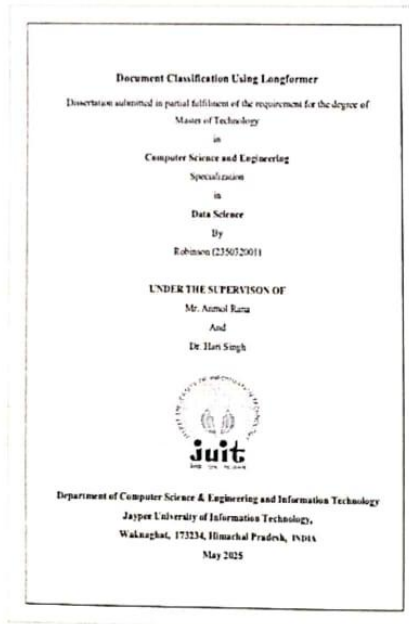 Document Classification Using Longformer
Dissertation submitted in partial fulfilment of the requirement for the degree of
Master of Technology
in
Computer Science and Engineering
Specialization
in
Data Science
By
Robinson (235032001)
UNDER THE SUPERVISON OF
Mr. Anmol Rana
And
Dr. Hari Singh
juit
Department of Computer Science & Engineering and Information Technology
Jaypee University of Information Technology,
Waknaghat, 173234, Himachal Pradesh, INDIA
May 2025